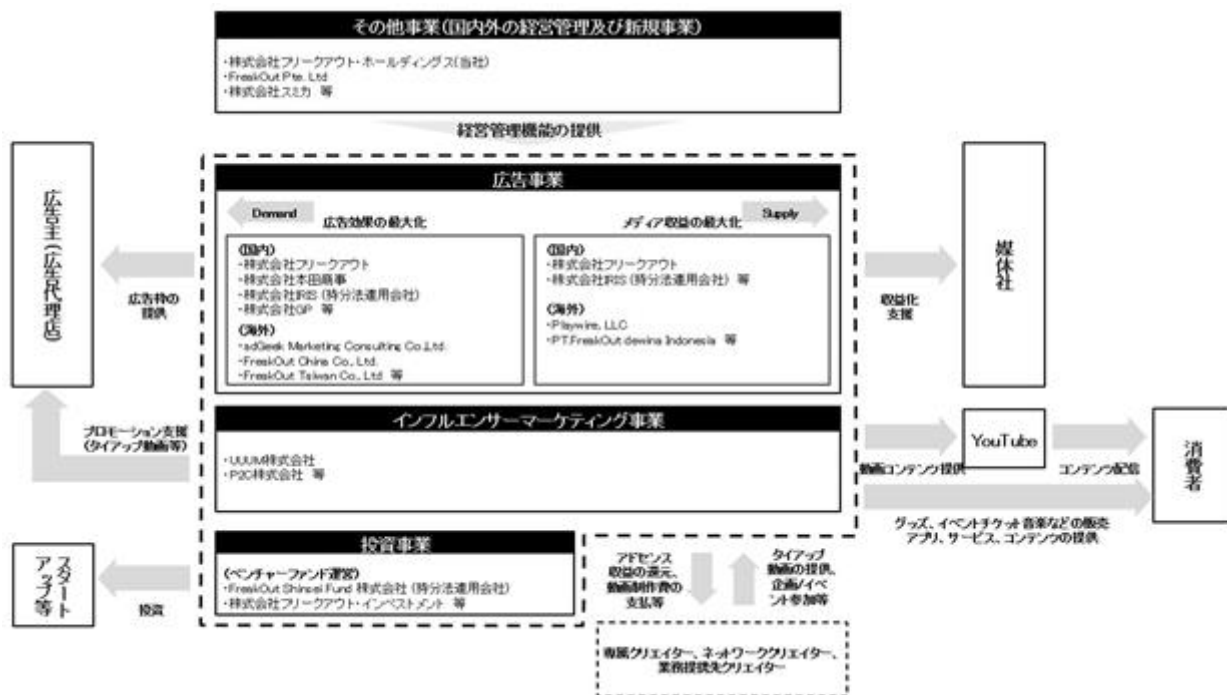 その他事業(国内外の経営管理及び新規事業)
・株式会社フリークアウト・ホールディングス(当社)
・FreakOut Pte. Ltd
・株式会社スミカ 等
経営管理機能の提供
広告事業
Demand
広告効果の最大化
メディア収益の最大化
Supply
(国内)
・株式会社フリークアウト
・株式会社本田商事
・株式会社IRIS (持分法適用会社)
・株式会社GP 等
(海外)
・adGeek Marketing Consulting Co.,Ltd.
・FreakOut China Co., Ltd.
・FreakOut Taiwan Co., Ltd 等
(国内)
・株式会社フリークアウト
・株式会社IRIS (持分法適用会社) 等
(海外)
・Playwire, LLC
・PT.FreakOut dewina Indonesia 等
広告主(広告代理店)
広告枠の
提供
媒体社
収益化
支援
プロモーション支援
(タイアップ動画等)
インフルエンサーマーケティング事業
・UUUM株式会社
・P2C株式会社 等
動画コンテンツ提供
YouTube
コンテンツ配信
消費者
グッズ、イベントチケット音楽などの販売
アプリ、サービス、コンテンツの提供
スタート
アップ等
投資
投資事業
(ベンチャーファンド運営)
・FreakOut Shinsei Fund 株式会社 (持分法適用会社)
・株式会社フリークアウト・インベストメント 等
アドセンス
収益の還元、
動画制作費の
支払等
タイアップ
動画の提供、
企画/イベ
ント参加等
専属クリエイター、ネットワーククリエイター、
業務提携先クリエイター